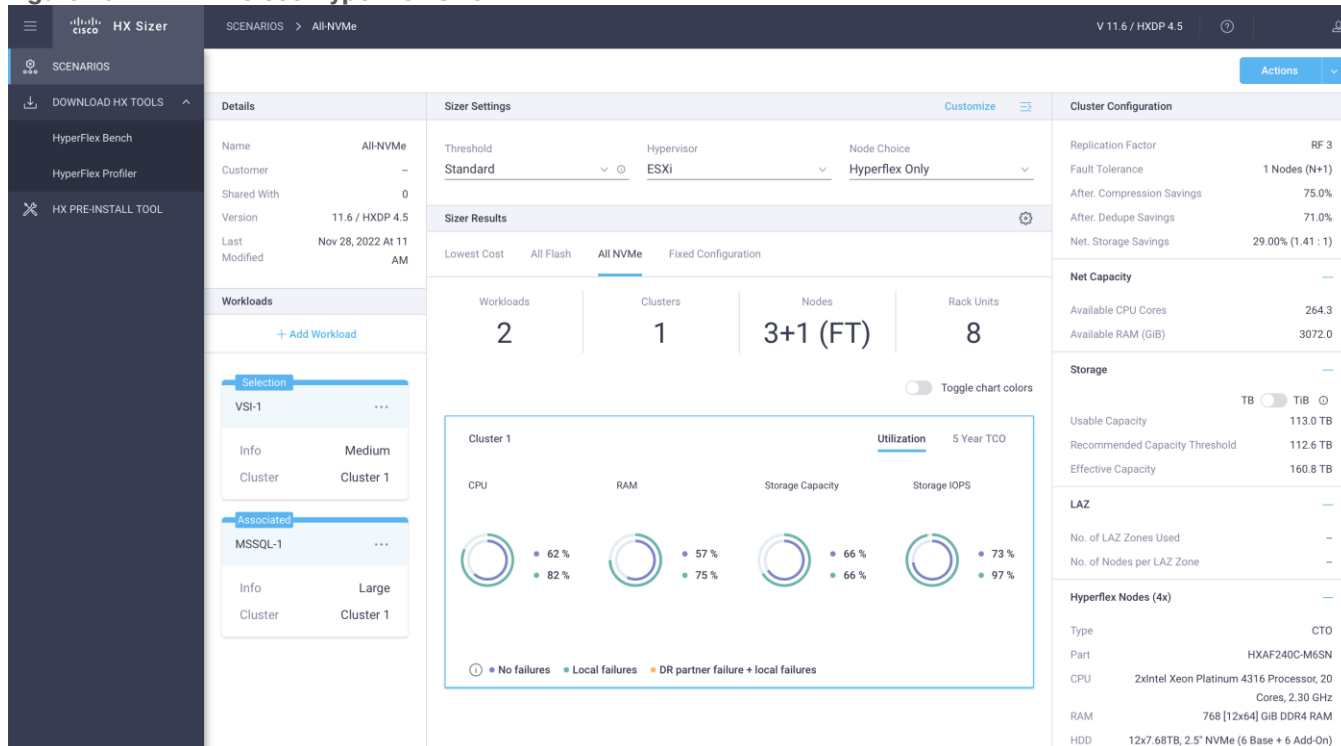 cisco HX Sizer
SCENARIOS > All-NVMe
V 11.6 / HXDP 4.5
SCENARIOS
DOWNLOAD HX TOOLS
HyperFlex Bench
HyperFlex Profiler
HX PRE-INSTALL TOOL
Actions
Details
Name All-NVMe
Customer –
Shared With 0
Version 11.6 / HXDP 4.5
Last Modified Nov 28, 2022 At 11 AM
Workloads
+ Add Workload
Selection
VSI-1 ...
Info Medium
Cluster Cluster 1
Associated
MSSQL-1 ...
Info Large
Cluster Cluster 1
Sizer Settings Customize
Threshold Hypervisor Node Choice
Standard ESXi Hyperflex Only
Sizer Results
Lowest Cost All Flash All NVMe Fixed Configuration
Workloads Clusters Nodes Rack Units
2 1 3+1 (FT) 8
Toggle chart colors
Cluster 1 Utilization 5 Year TCO
CPU RAM Storage Capacity Storage IOPS
62 % 57 % 66 % 73 %
82 % 75 % 66 % 97 %
No failures Local failures DR partner failure + local failures
Cluster Configuration
Replication Factor RF 3
Fault Tolerance 1 Nodes (N+1)
After. Compression Savings 75.0%
After. Dedupe Savings 71.0%
Net. Storage Savings 29.00% (1.41 : 1)
Net Capacity
Available CPU Cores 264.3
Available RAM (GiB) 3072.0
Storage
TB TiB
Usable Capacity 113.0 TB
Recommended Capacity Threshold 112.6 TB
Effective Capacity 160.8 TB
LAZ
No. of LAZ Zones Used –
No. of Nodes per LAZ Zone –
Hyperflex Nodes (4x)
Type CTO
Part HXAF240C-M6SN
CPU 2xIntel Xeon Platinum 4316 Processor, 20
Cores, 2.30 GHz
RAM 768 [12x64] GiB DDR4 RAM
HDD 12x7.68TB, 2.5" NVMe (6 Base + 6 Add-On)